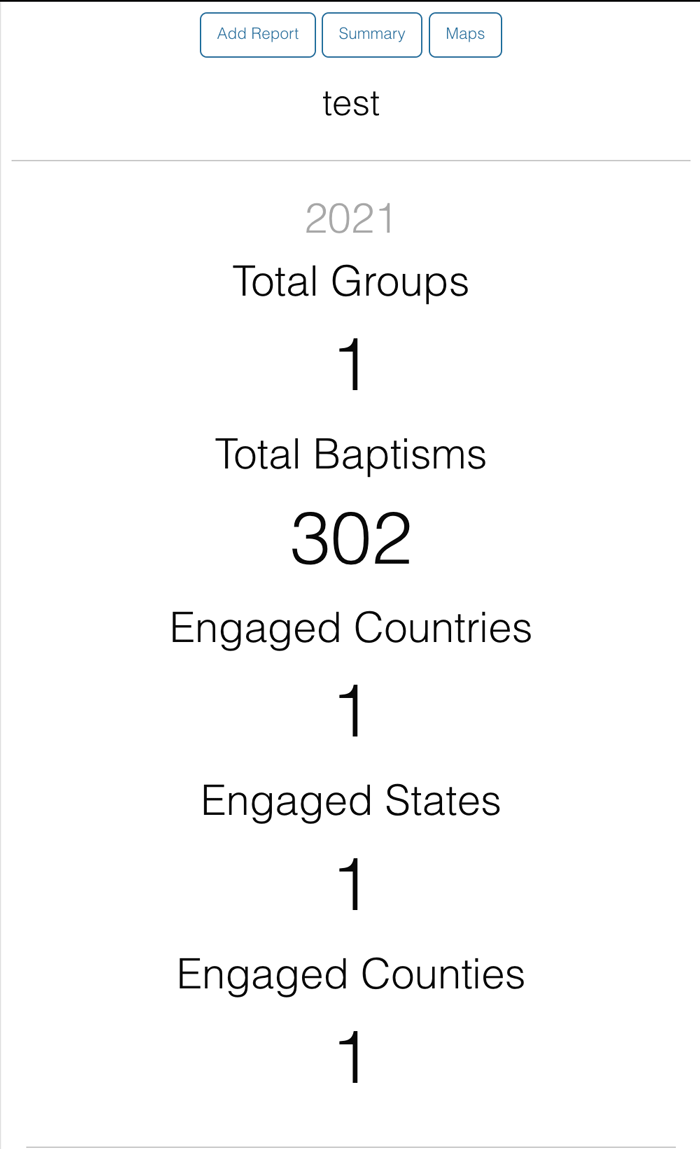 Add Report Summary Maps
test
2021
Total Groups
1
Total Baptisms
302
Engaged Countries
1
Engaged States
1
Engaged Counties
1